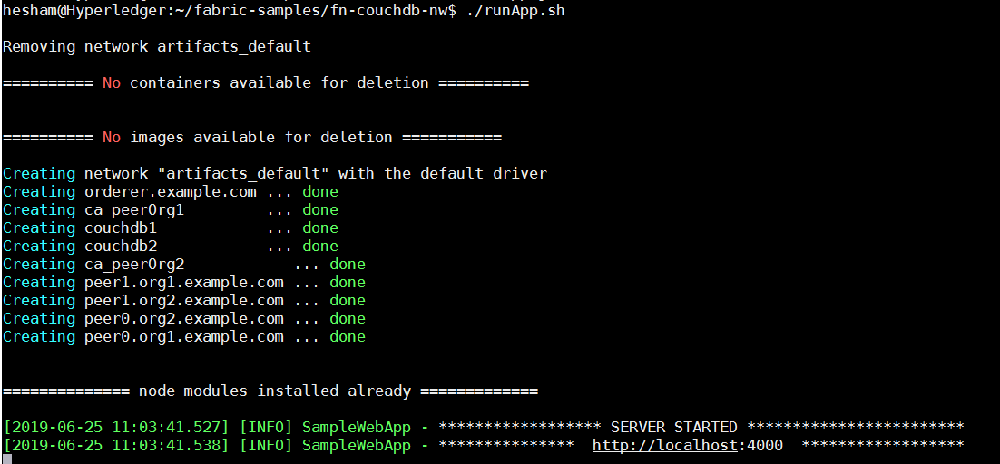 hesham@Hyperledger:~/fabric-samples/fn-couchdb-nw$ ./runApp.sh
Removing network artifacts_default
========== No containers available for deletion ==========
========== No images available for deletion ===========
Creating network "artifacts_default" with the default driver
Creating orderer.example.com ... done
Creating ca_peerOrg1         ... done
Creating couchdb1            ... done
Creating couchdb2            ... done
Creating ca_peerOrg2            ... done
Creating peer1.org1.example.com ... done
Creating peer1.org2.example.com ... done
Creating peer0.org2.example.com ... done
Creating peer0.org1.example.com ... done
============== node modules installed already =============
[2019-06-25 11:03:41.527] [INFO] SampleWebApp - ****************** SERVER STARTED ************************
[2019-06-25 11:03:41.538] [INFO] SampleWebApp - ***************  http://localhost:4000  ******************